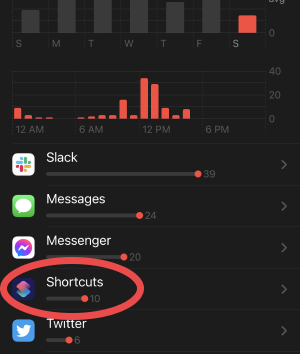 avg
0
S M T W T F S
40
20
0
12 AM 6 AM 12 PM 6 PM
Slack
39
Messages
24
Messenger
20
Shortcuts
10
Twitter
6